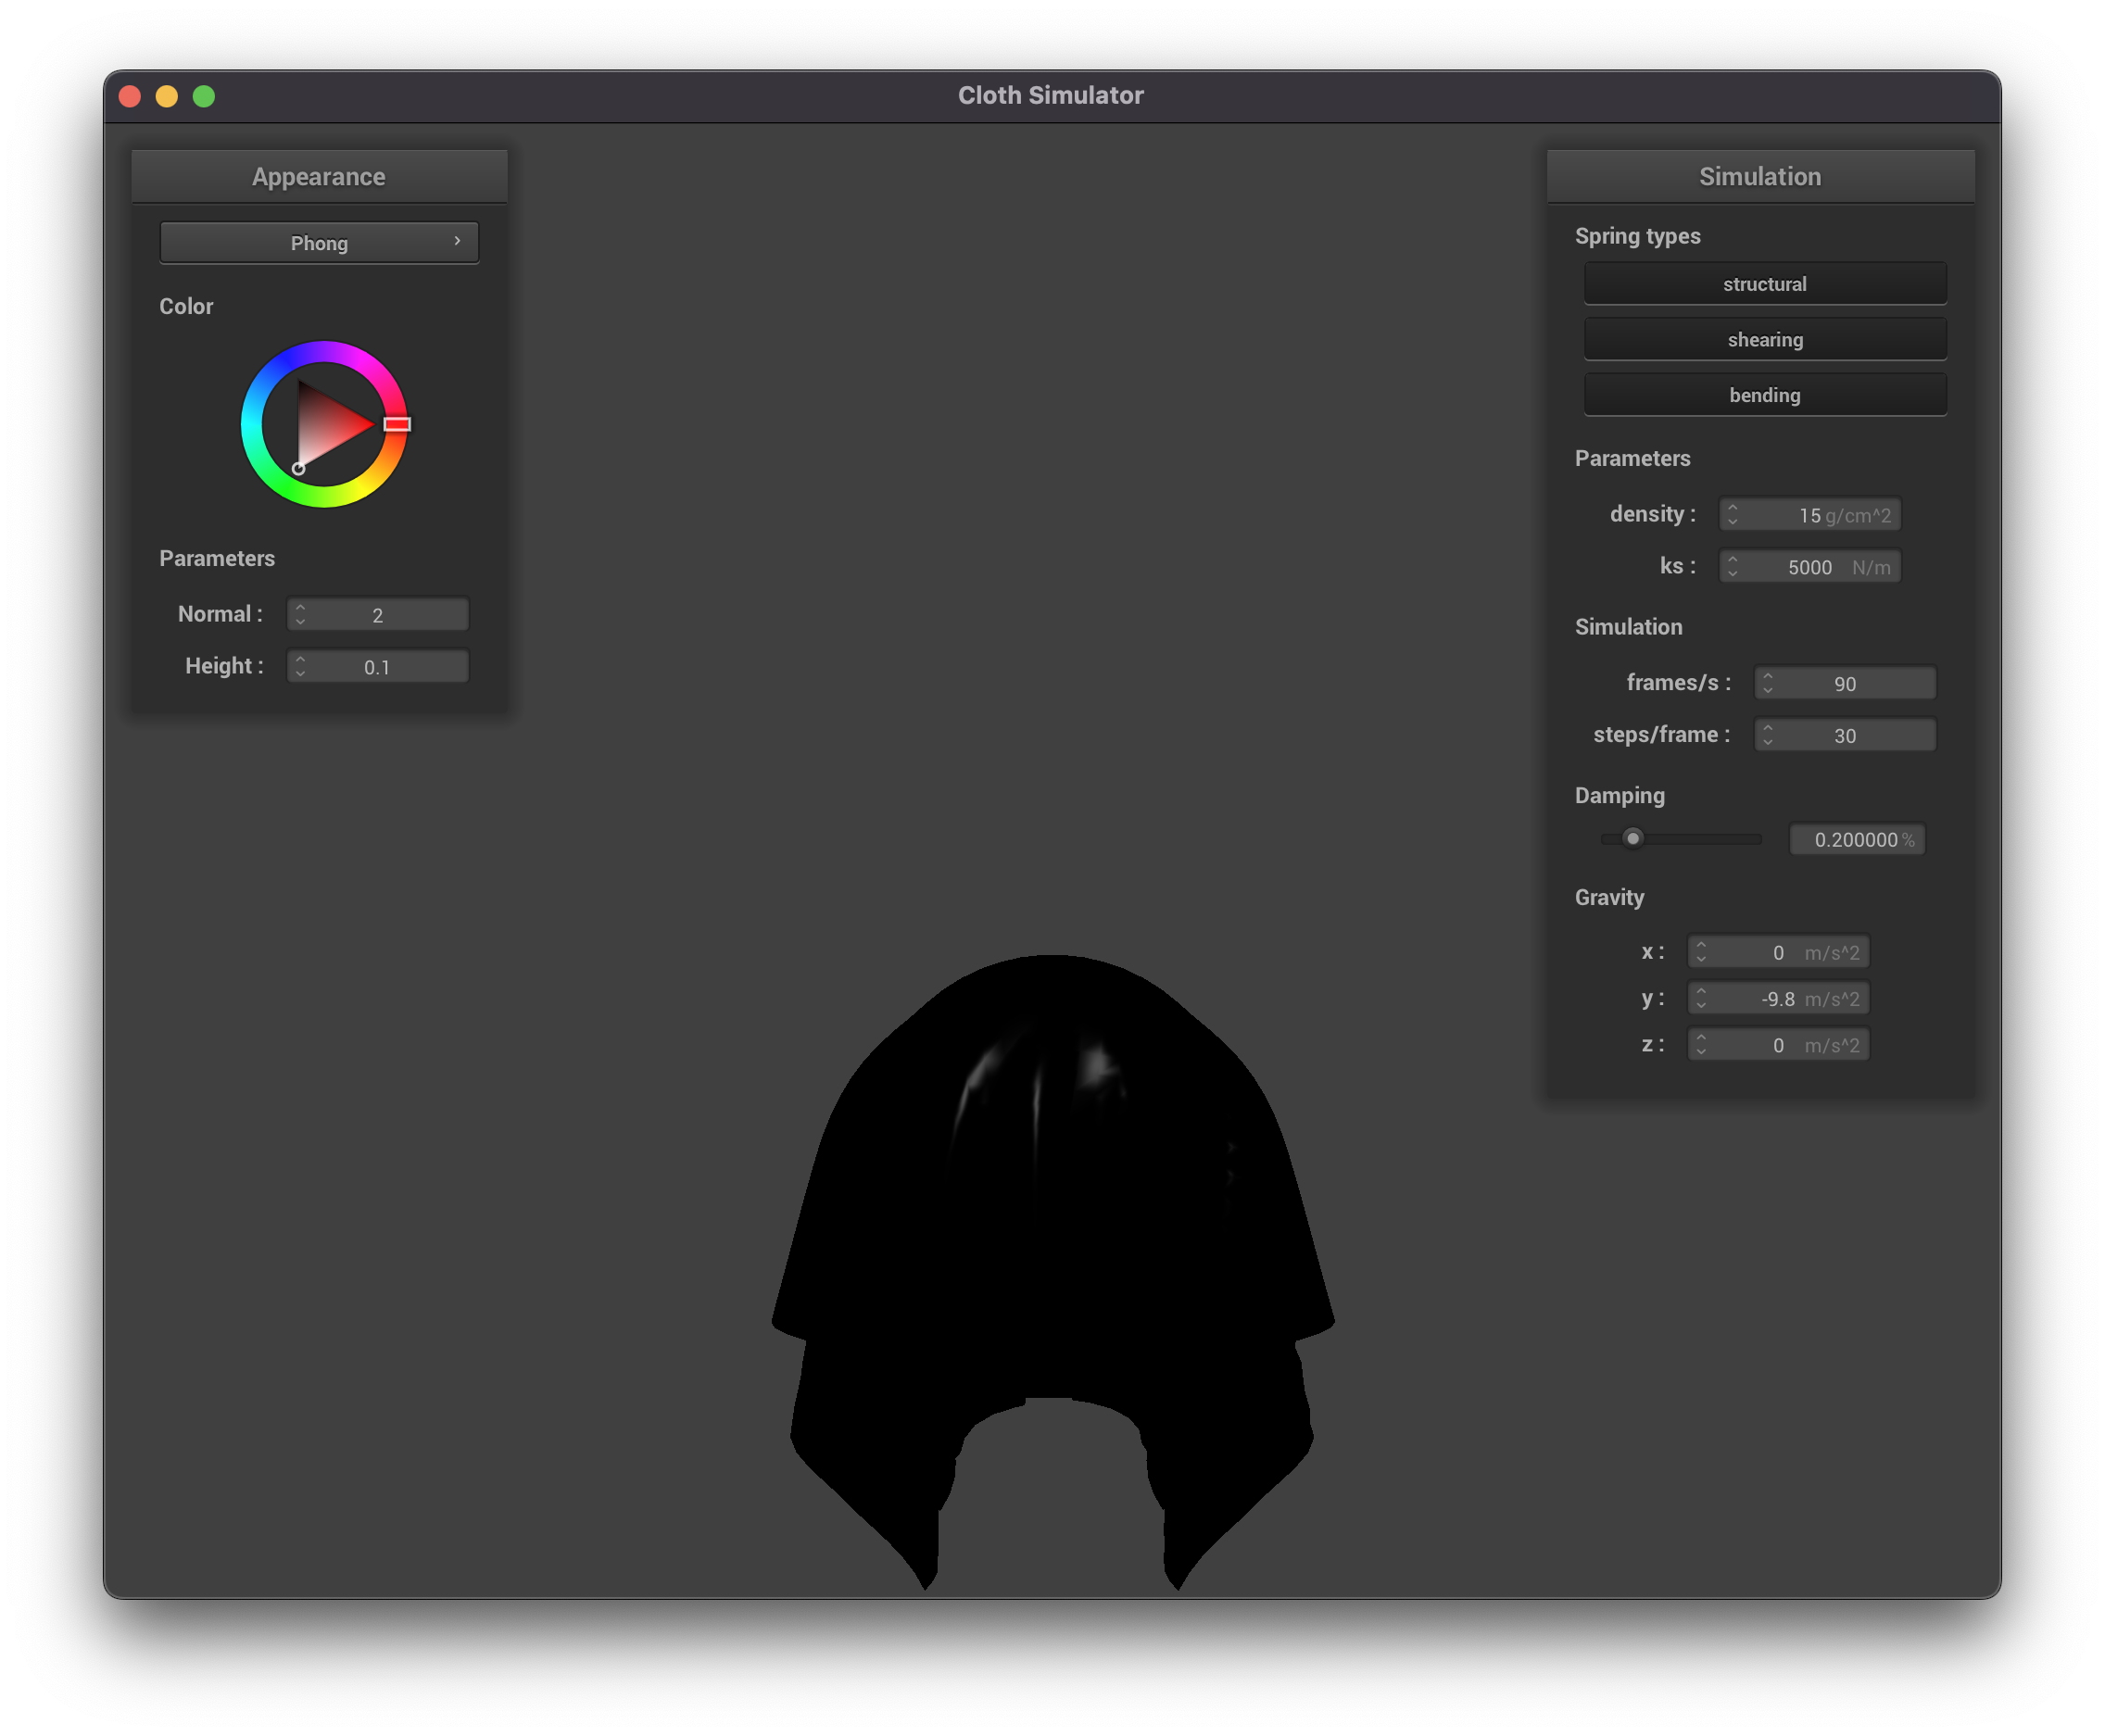 Cloth Simulator
Appearance
Phong
Color
Parameters
Normal : 2
Height : 0.1
Simulation
Spring types
structural
shearing
bending
Parameters
density : 15 g/cm^2
ks : 5000 N/m
Simulation
frames/s : 90
steps/frame : 30
Damping
0.200000 %
Gravity
x : 0 m/s^2
y : -9.8 m/s^2
z : 0 m/s^2